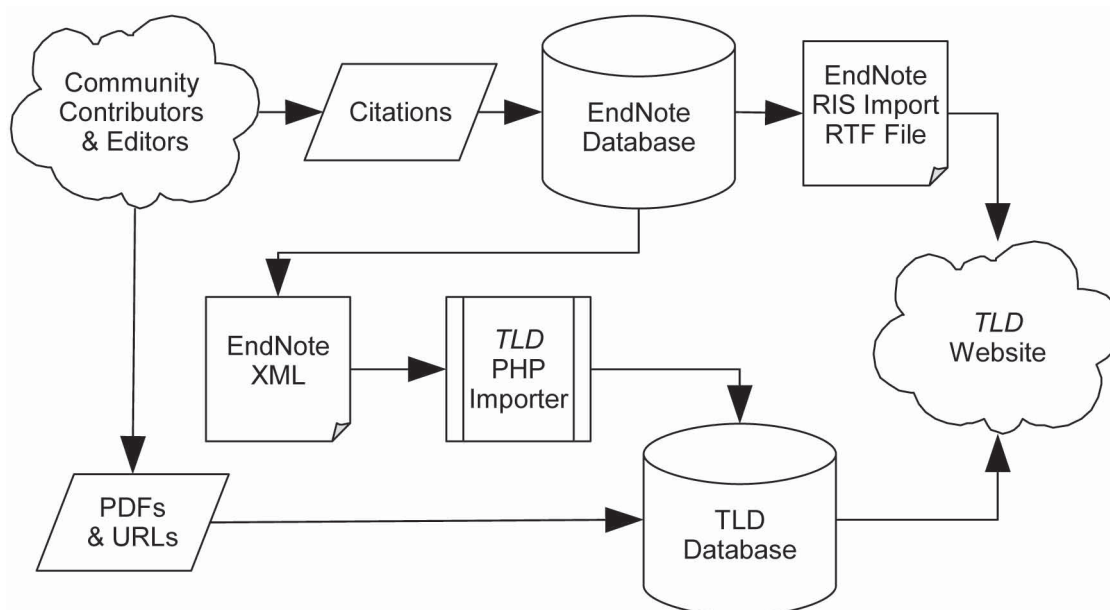 Community
Contributors
& Editors
Citations
EndNote
Database
EndNote
RIS Import
RTF File
EndNote
XML
TLD
PHP
Importer
TLD
Website
PDFs
& URLs
TLD
Database